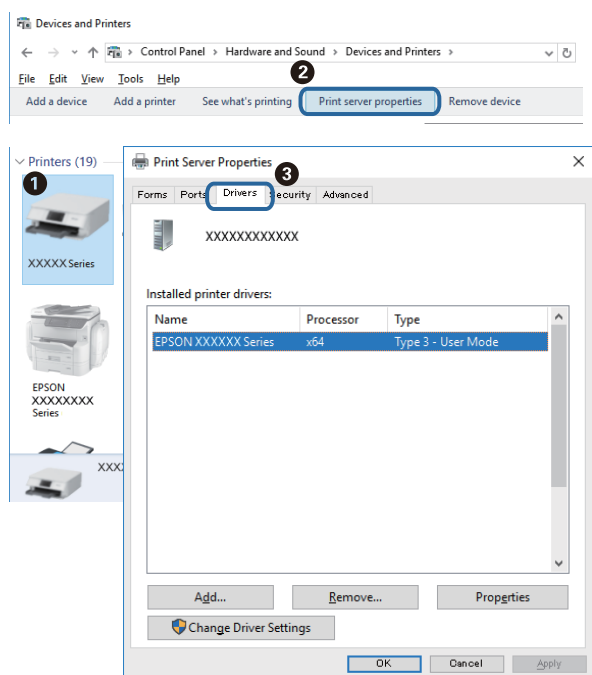 Devices and Printers
Control Panel > Hardware and Sound > Devices and Printers >
2
File Edit View Tools Help
Add a device Add a printer See what's printing Print server properties Remove device
Printers (19)
1
XXXXX Series
EPSON
XXXXXXXX
Series
Print Server Properties
3
Forms Ports Drivers Security Advanced
XXXXXXXXXXXX
Installed printer drivers:
Name Processor Type
EPSON XXXXXX Series x64 Type 3 - User Mode
Add... Remove... Properties
Change Driver Settings
OK Cancel Apply